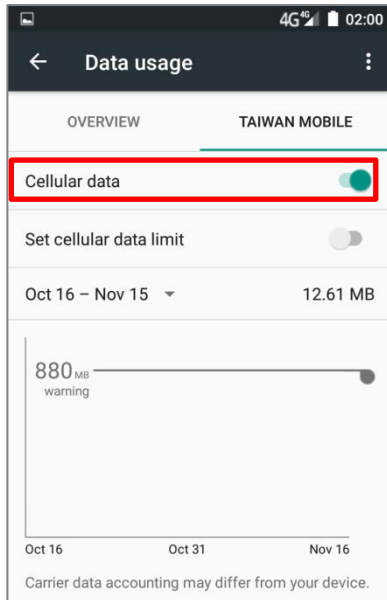 4G 4G 02:00
Data usage
OVERVIEW TAIWAN MOBILE
Cellular data
Set cellular data limit
Oct 16 – Nov 15 12.61 MB
880 MB
warning
Oct 16 Oct 31 Nov 16
Carrier data accounting may differ from your device.